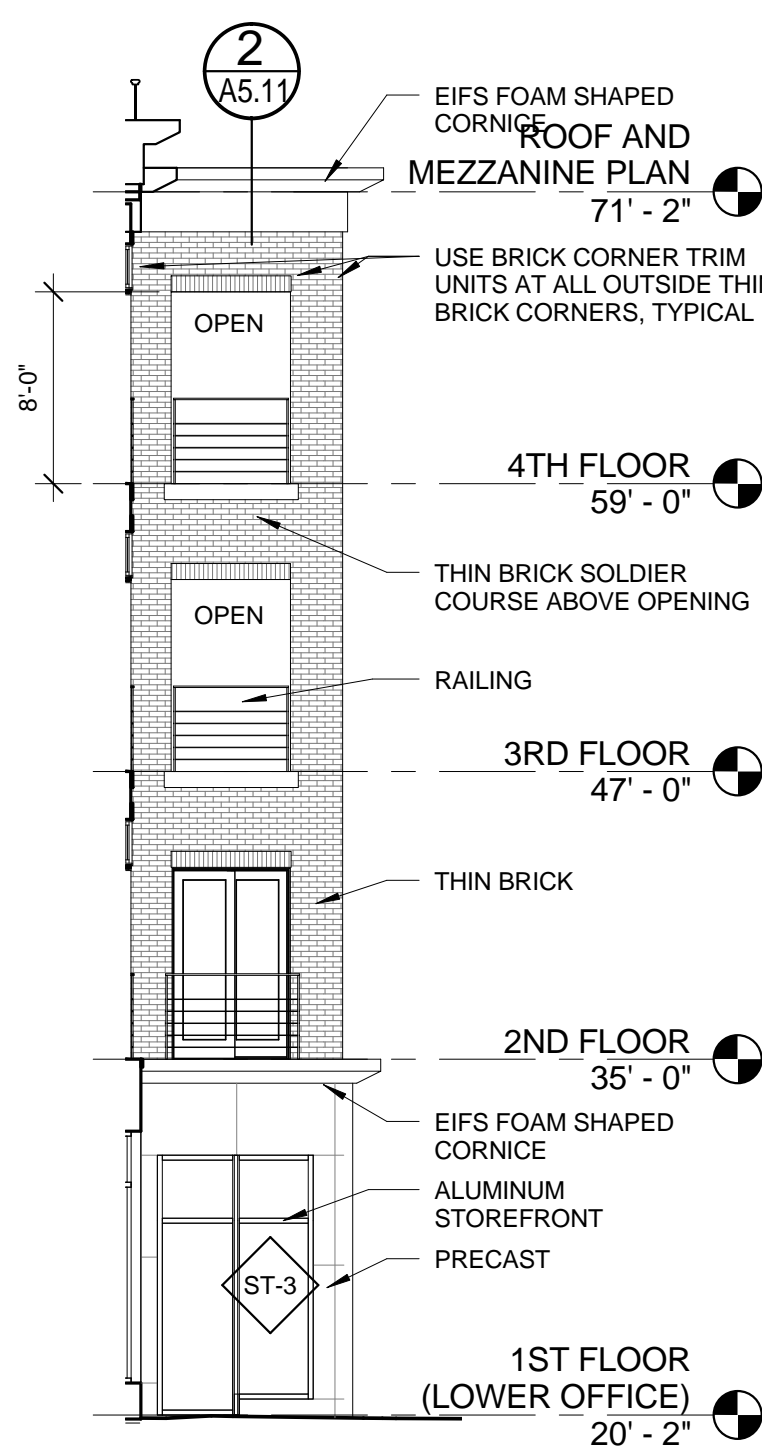 2
A5.11
EIFS FOAM SHAPED
CORNICE
ROOF AND
MEZZANINE PLAN
71' - 2"
USE BRICK CORNER TRIM
UNITS AT ALL OUTSIDE THI
BRICK CORNERS, TYPICAL
OPEN
8'-0"
4TH FLOOR
59' - 0"
THIN BRICK SOLDIER
COURSE ABOVE OPENING
OPEN
RAILING
3RD FLOOR
47' - 0"
THIN BRICK
2ND FLOOR
35' - 0"
EIFS FOAM SHAPED
CORNICE
ALUMINUM
STOREFRONT
PRECAST
ST-3
1ST FLOOR
(LOWER OFFICE)
20' - 2"